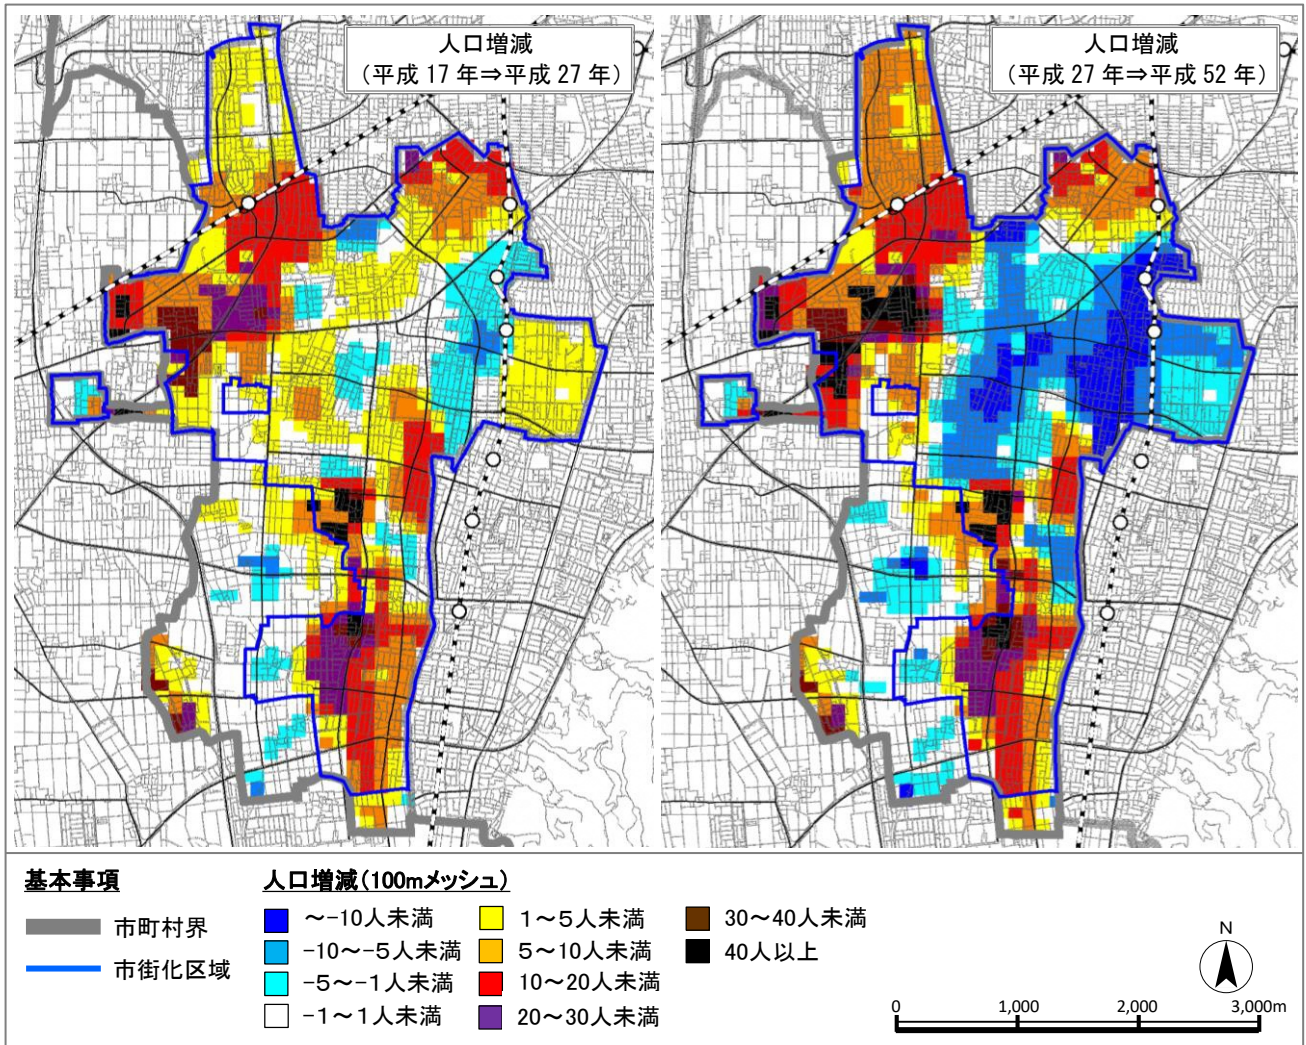 人口増減
（平成 17 年⇒平成 27 年）
人口増減
（平成 27 年⇒平成 52 年）
基本事項
市町村界
市街化区域
人口増減（100mメッシュ）
～-10人未満
-10～-5人未満
-5～-1人未満
-1～1人未満
1～5人未満
5～10人未満
10～20人未満
20～30人未満
30～40人未満
40人以上
N
0 1,000 2,000 3,000m